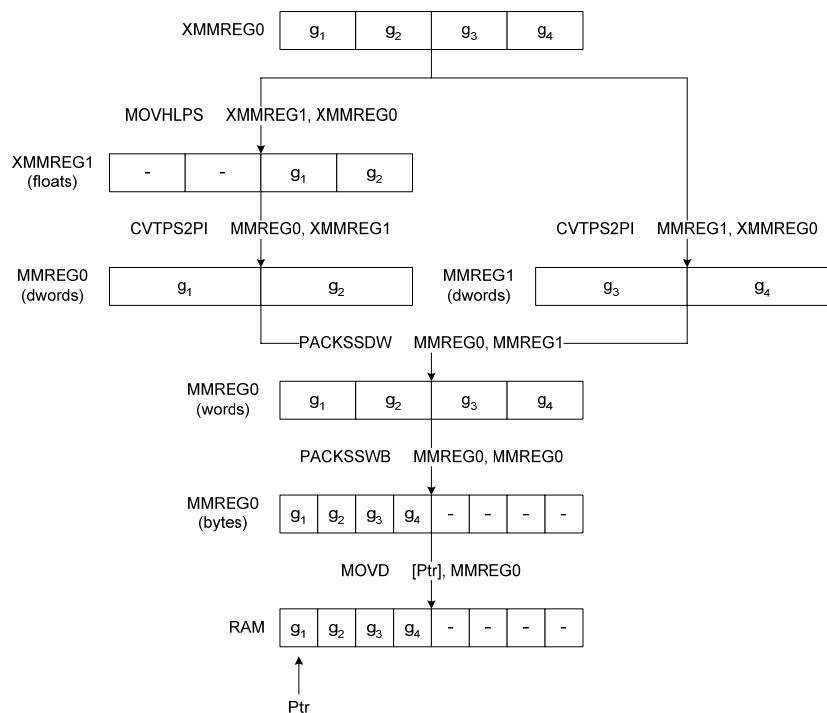 XMMREG0 g₁ g₂ g₃ g₄
MOVHLPS XMMREG1, XMMREG0
XMMREG1
(floats)
- - g₁ g₂
CVTPS2PI MMREG0, XMMREG1
CVTPS2PI MMREG1, XMMREG0
MMREG0
(dwords)
g₁ g₂
MMREG1
(dwords)
g₃ g₄
PACKSSDW MMREG0, MMREG1
MMREG0
(words)
g₁ g₂ g₃ g₄
PACKSSWB MMREG0, MMREG0
MMREG0
(bytes)
g₁ g₂ g₃ g₄ - - - -
MOVD [Ptr], MMREG0
RAM g₁ g₂ g₃ g₄ - - - -
Ptr